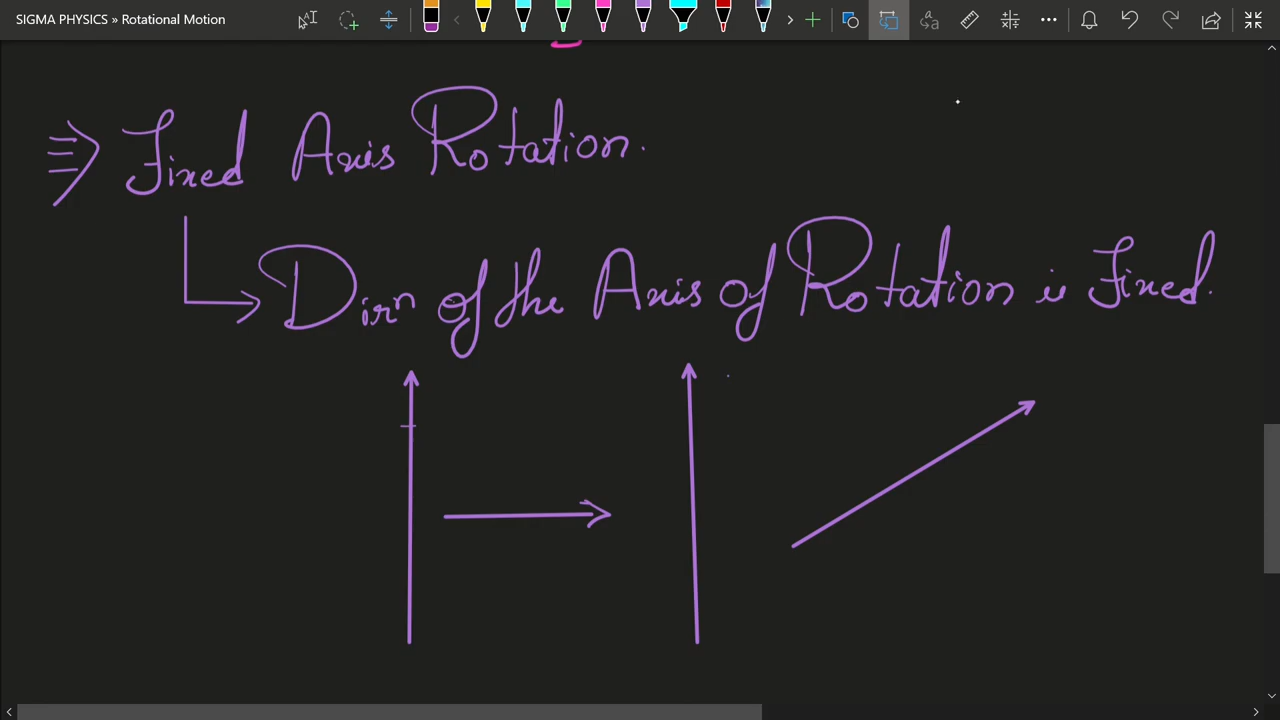 SIGMA PHYSICS » Rotational Motion
⇒ Fixed Axis Rotation.
Dirⁿ of the Axis of Rotation is Fixed.